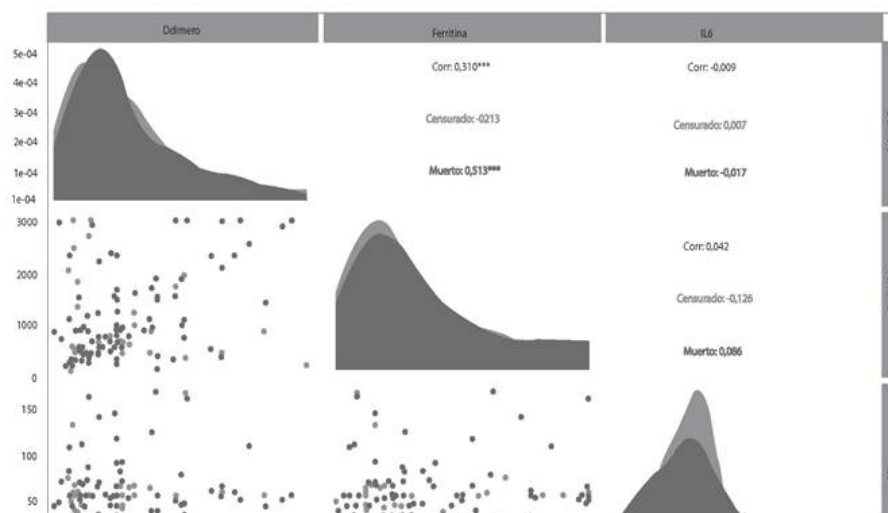 Ddimero Ferritina IL6
5e-04
4e-04
3e-04
2e-04
1e-04
1e-04
Corr: 0,310***
Censurado: -0213
Muerto: 0,513***
Corr: -0,009
Censurado: 0,007
Muerto: -0,017
3000
2000
1000
0
Corr: 0,042
Censurado: -0,126
Muerto: 0,086
150
100
50